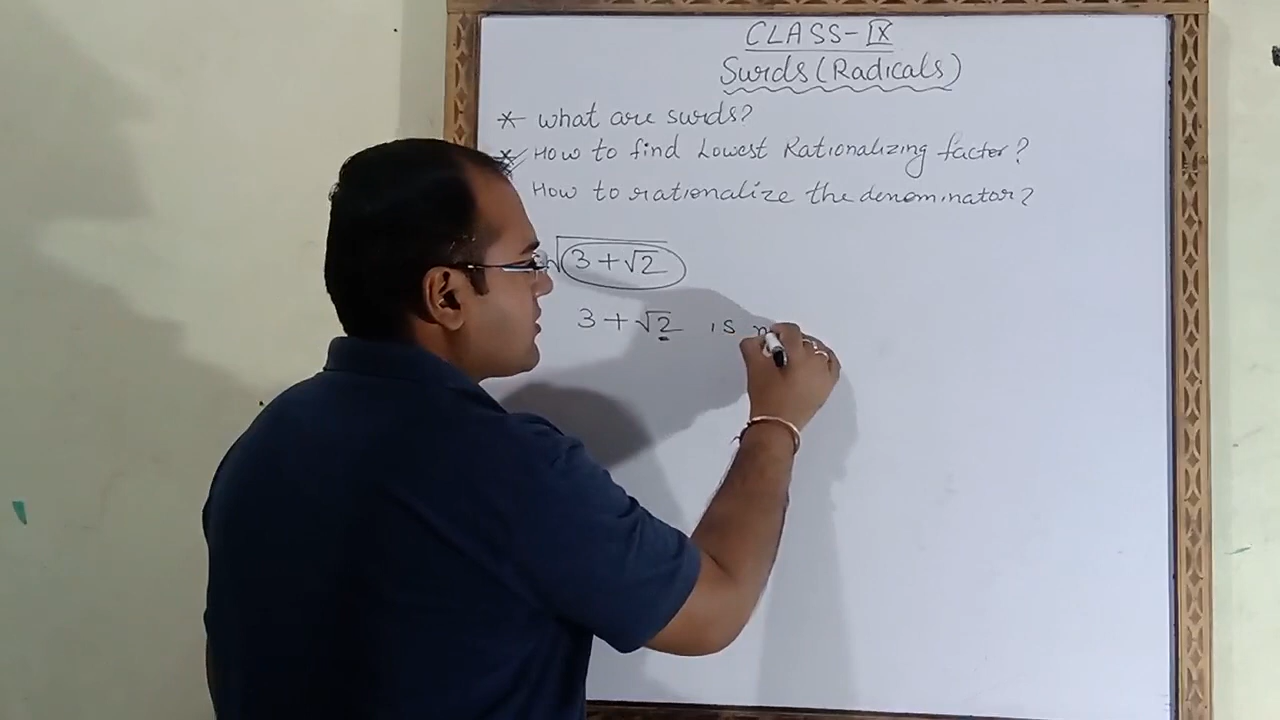 CLASS-IX
Surds (Radicals)
* What are surds?
* How to find Lowest Rationalizing factor?
How to rationalize the denominator?
√(3+√2)
3+√2 is